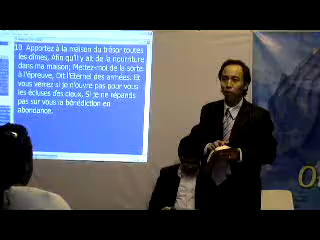 10 Apportez à la maison du trésor toutes
les dîmes, Afin qu'il y ait de la nourriture
dans ma maison; Mettez-moi de la sorte
à l'épreuve, Dit l'Eternel des armées. Et
vous verrez si je n'ouvre pas pour vous
les écluses des cieux, Si je ne répands
pas sur vous la bénédiction en
abondance.